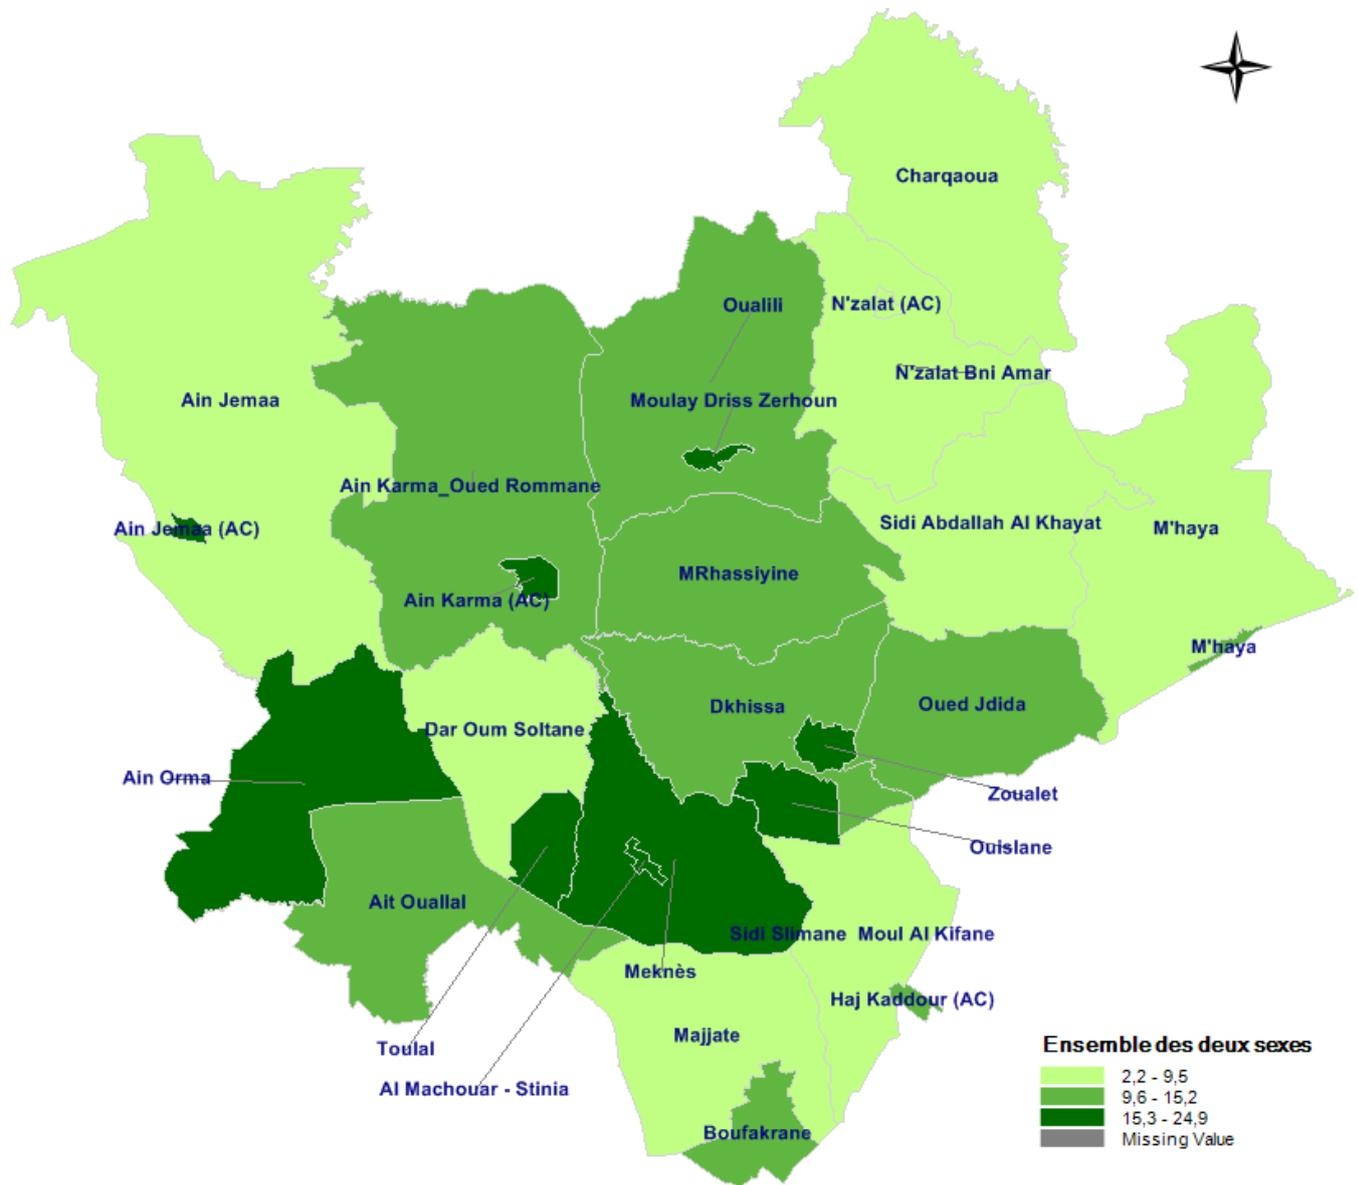 Charqaoua
Oualili
N'zalat (AC)
N'zalat Bni Amar
Ain Jemaa
Moulay Driss Zerhoun
Ain Karma_Oued Rommane
Ain Jemaa (AC)
Sidi Abdallah Al Khayat
M'haya
MRhassiyine
Ain Karma (AC)
M'haya
Dkhissa
Oued Jdida
Dar Oum Soltane
Ain Orma
Zoualet
Ouislane
Ait Ouallal
Sidi Slimane Moul Al Kifane
Meknès
Haj Kaddour (AC)
Majjate
Toulal
Al Machouar - Stinia
Boufakrane
Ensemble des deux sexes
2,2 - 9,5
9,6 - 15,2
15,3 - 24,9
Missing Value